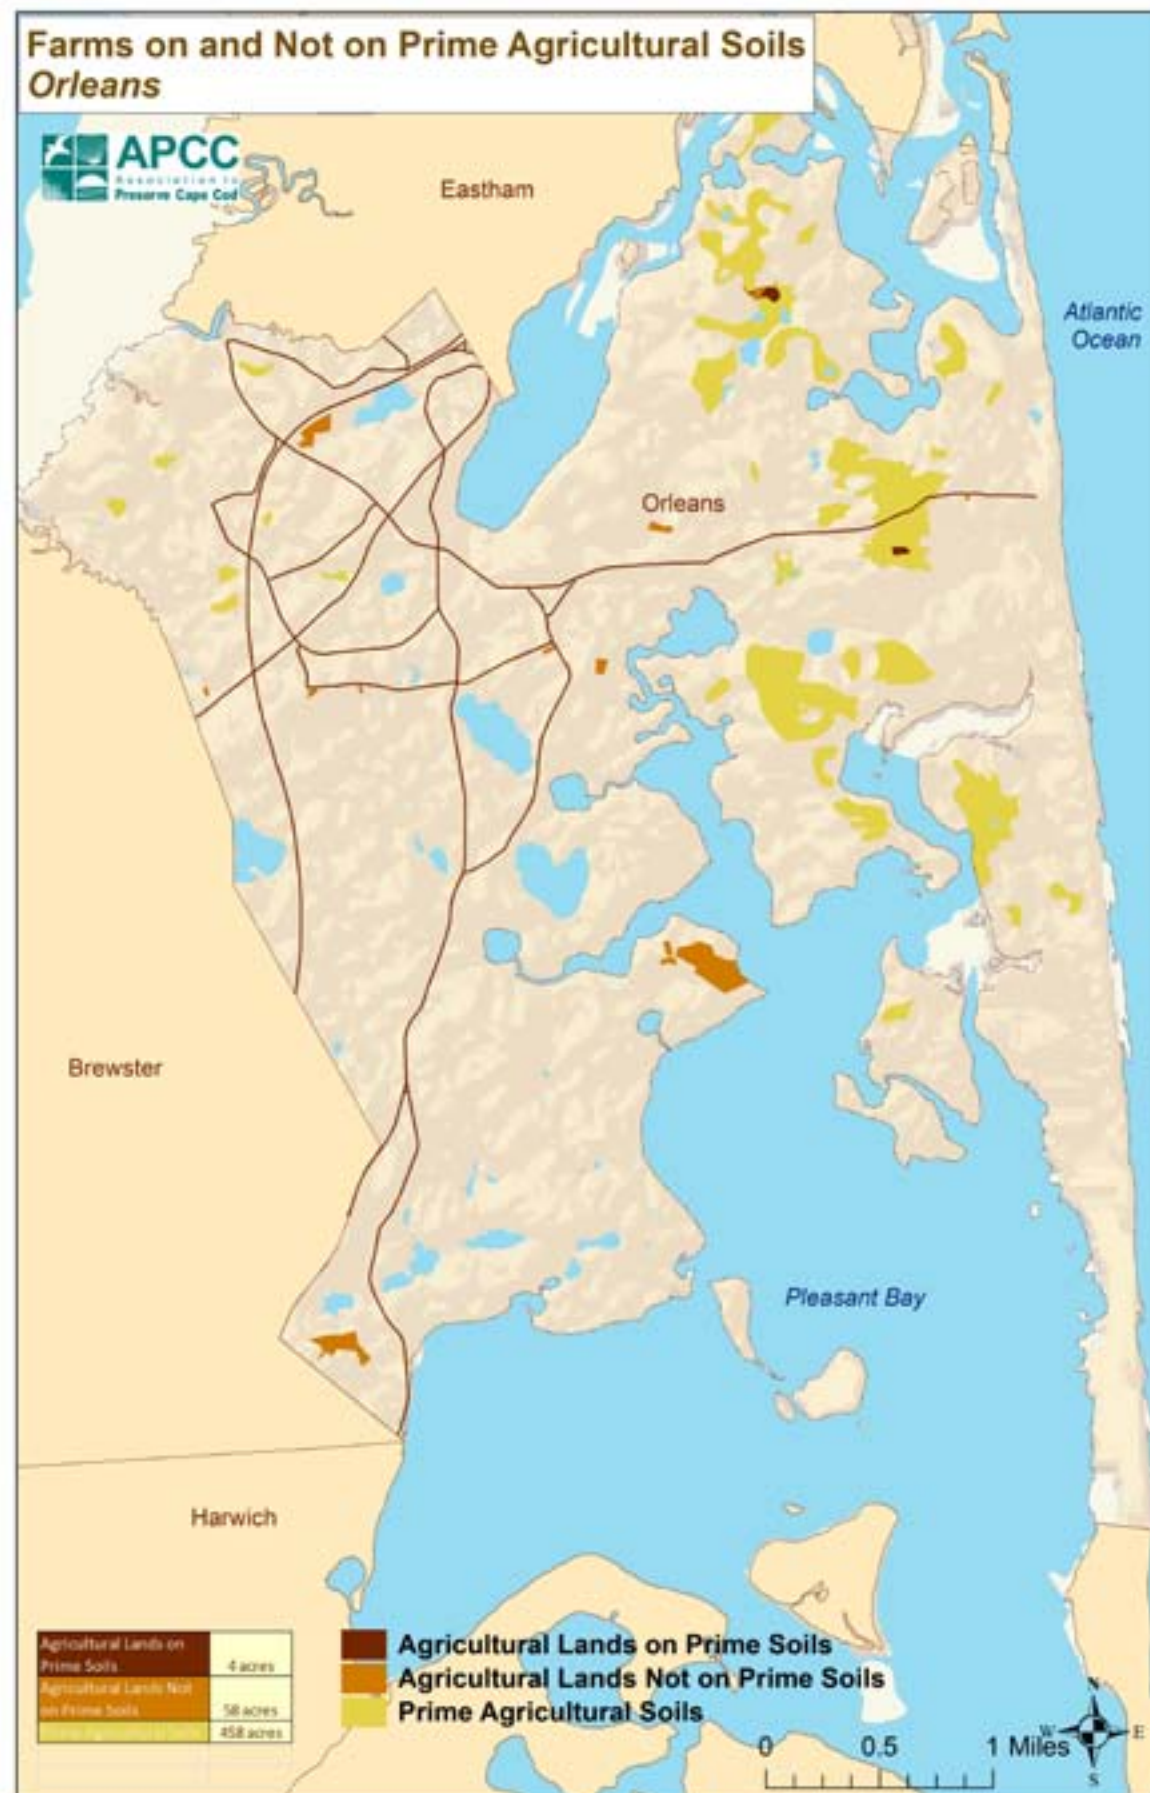 Farms on and Not on Prime Agricultural Soils
Orleans
APCC
Association to
Preserve Cape Cod
Eastham
Atlantic
Ocean
Orleans
Brewster
Pleasant Bay
Harwich
Agricultural Lands on
Prime Soils
4 acres
Agricultural Lands Not
on Prime Soils
58 acres
Prime Agricultural Soils
458 acres
Agricultural Lands on Prime Soils
Agricultural Lands Not on Prime Soils
Prime Agricultural Soils
0 0.5 1 Miles
N
W E
S